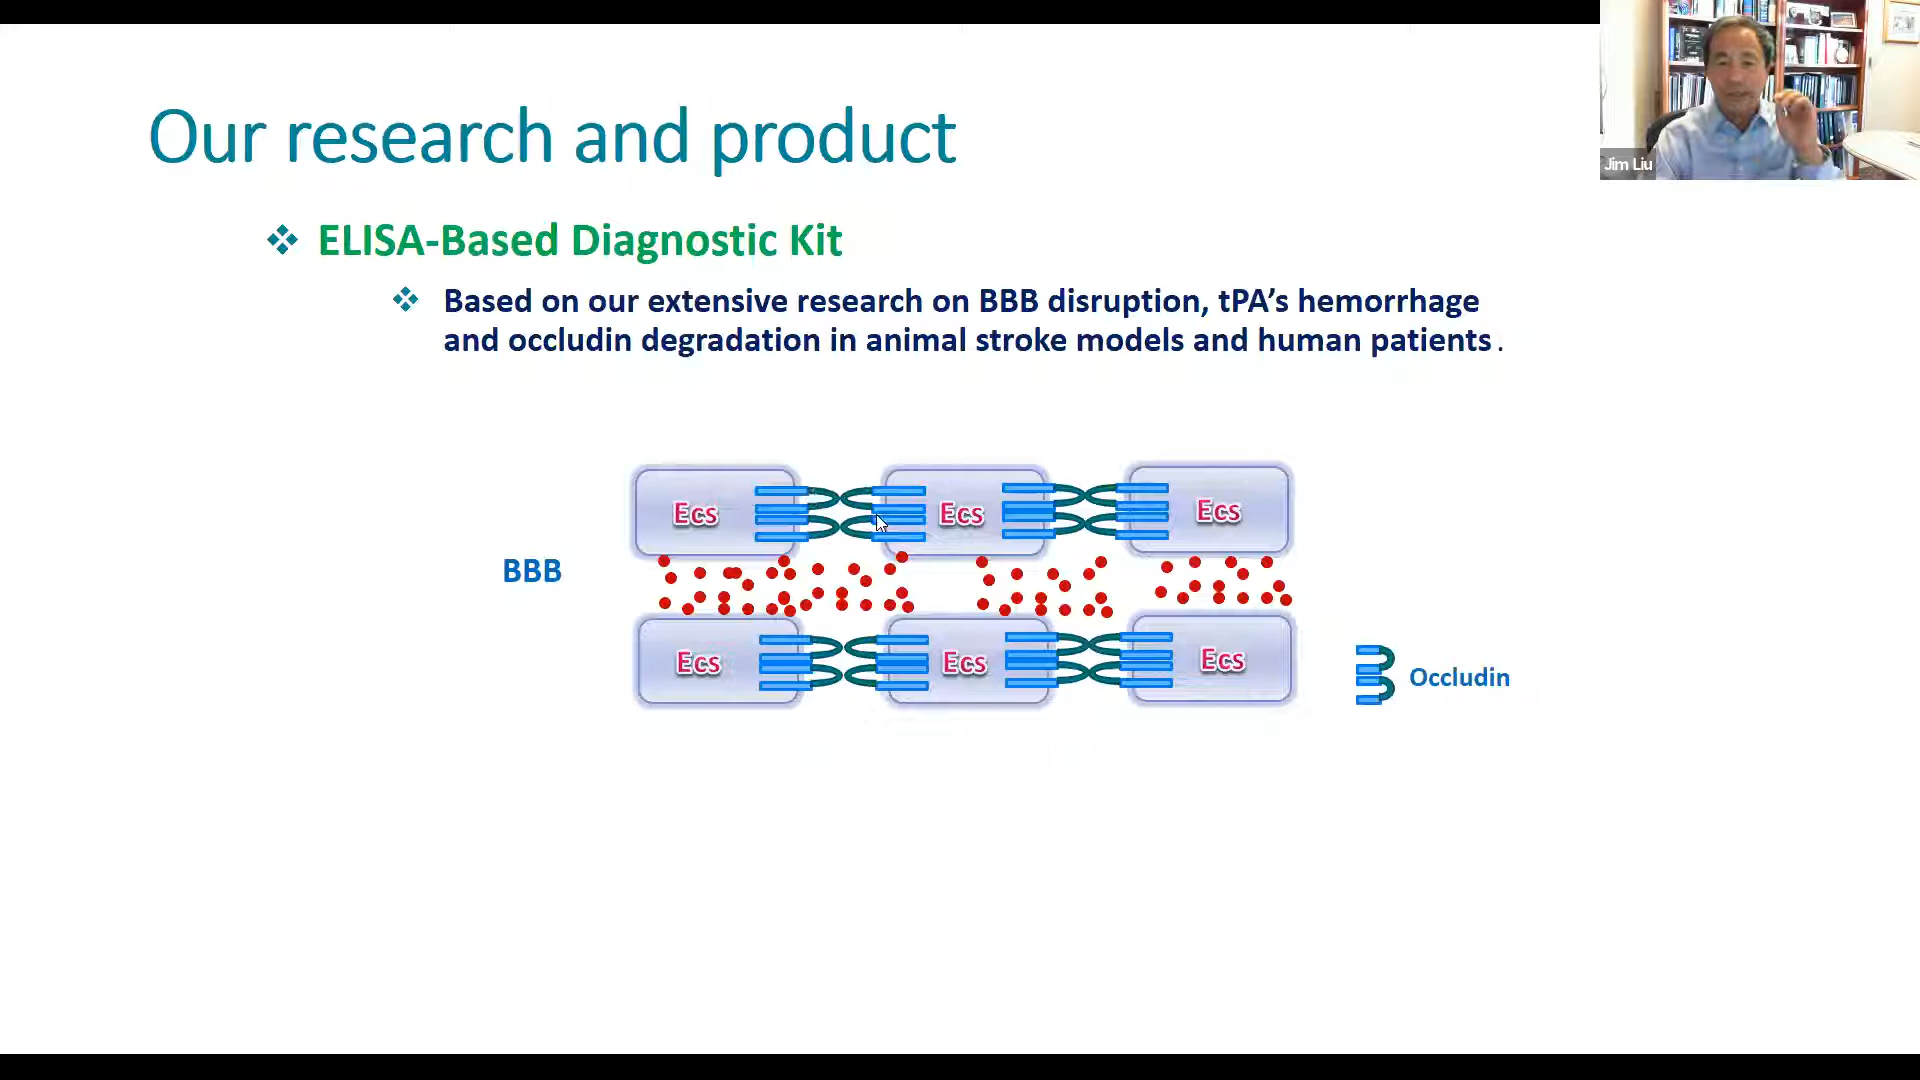 Our research and product
Jim Liu
ELISA-Based Diagnostic Kit
Based on our extensive research on BBB disruption, tPA’s hemorrhage
and occludin degradation in animal stroke models and human patients.
Ecs Ecs Ecs
BBB
Ecs Ecs Ecs
Occludin